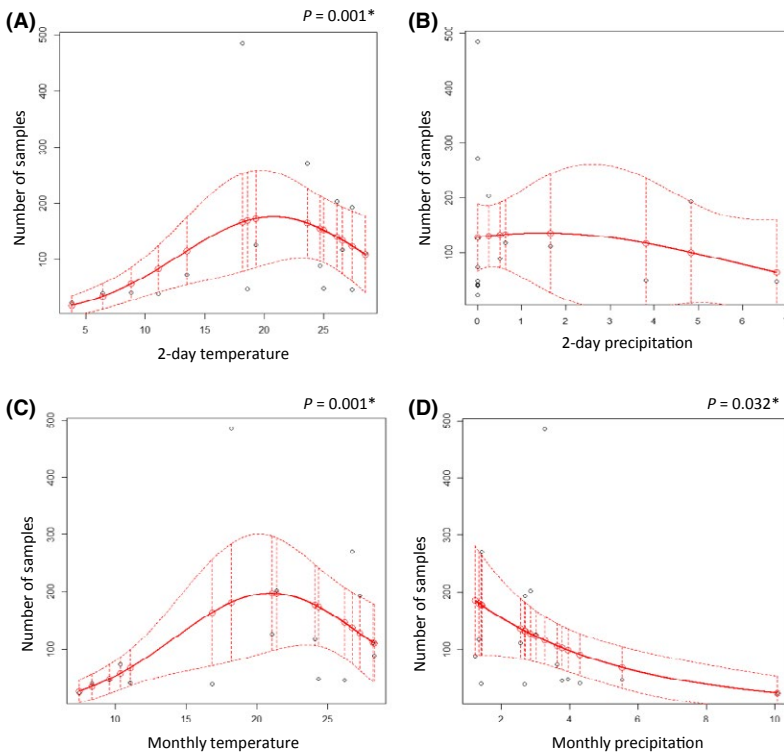 (A)
P = 0.001*
Number of samples
500
400
300
200
100
5 10 15 20 25
2-day temperature
(B)
Number of samples
500
400
300
200
100
0 1 2 3 4 5 6
2-day precipitation
(C)
P = 0.001*
Number of samples
500
400
300
200
100
10 15 20 25
Monthly temperature
(D)
P = 0.032*
Number of samples
500
400
300
200
100
2 4 6 8 10
Monthly precipitation